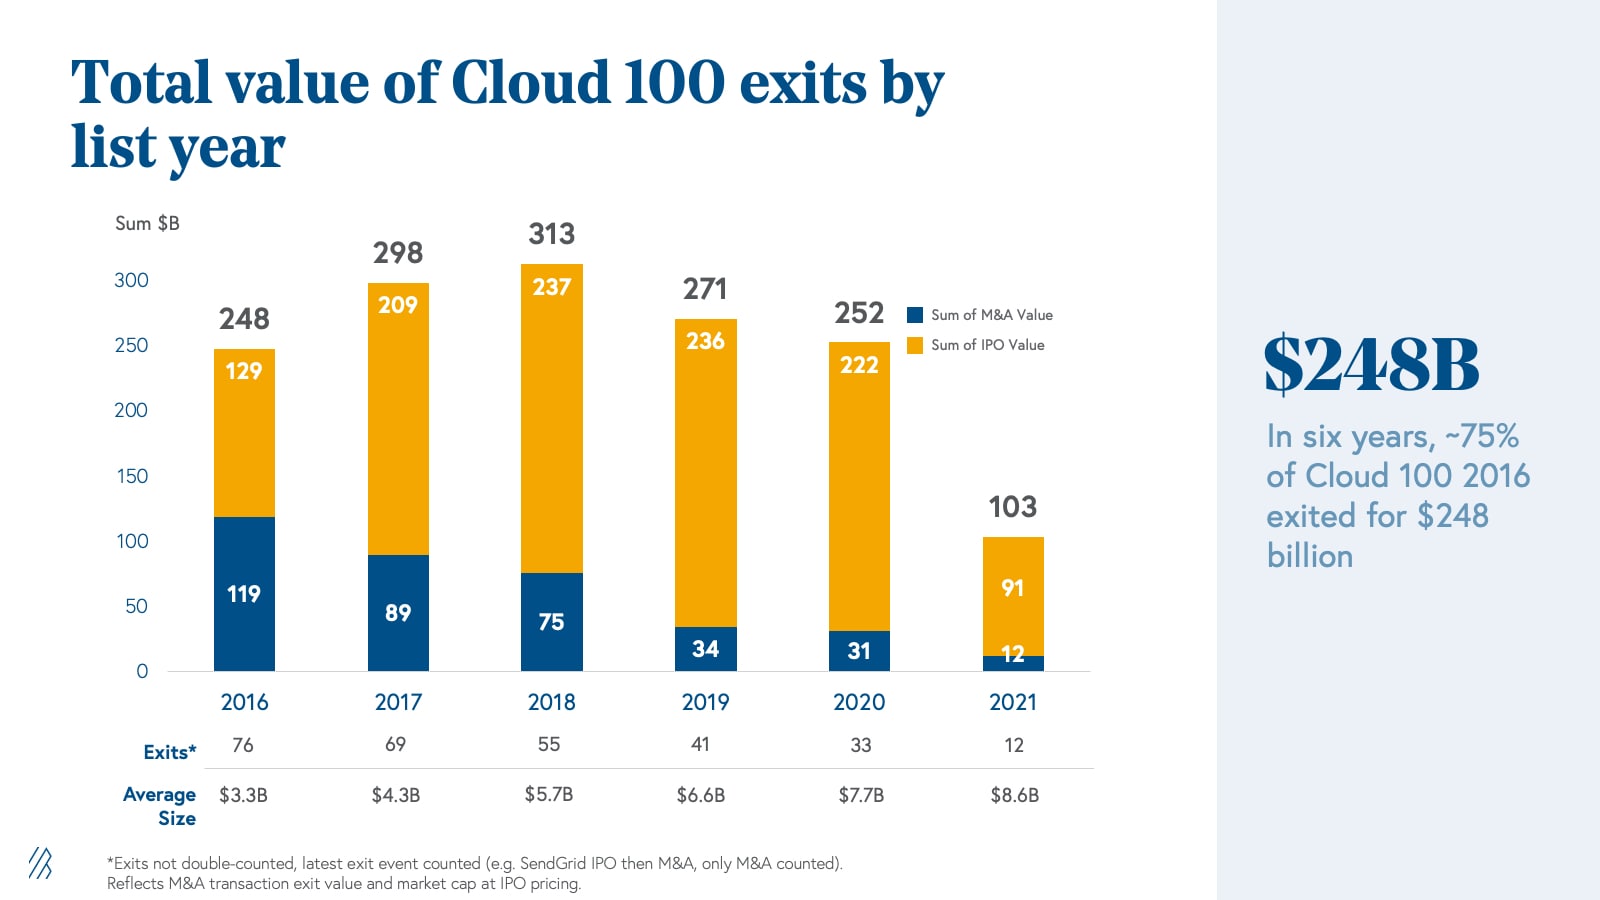 Total value of Cloud 100 exits by
list year
Sum $B
300
250
200
150
100
50
0
248
129
119
298
209
89
313
237
75
271
236
34
252
222
31
103
91
12
Sum of M&A Value
Sum of IPO Value
2016 2017 2018 2019 2020 2021
Exits* 76 69 55 41 33 12
Average
Size
$3.3B $4.3B $5.7B $6.6B $7.7B $8.6B
*Exits not double-counted, latest exit event counted (e.g. SendGrid IPO then M&A, only M&A counted).
Reflects M&A transaction exit value and market cap at IPO pricing.
$248B
In six years, ~75%
of Cloud 100 2016
exited for $248
billion